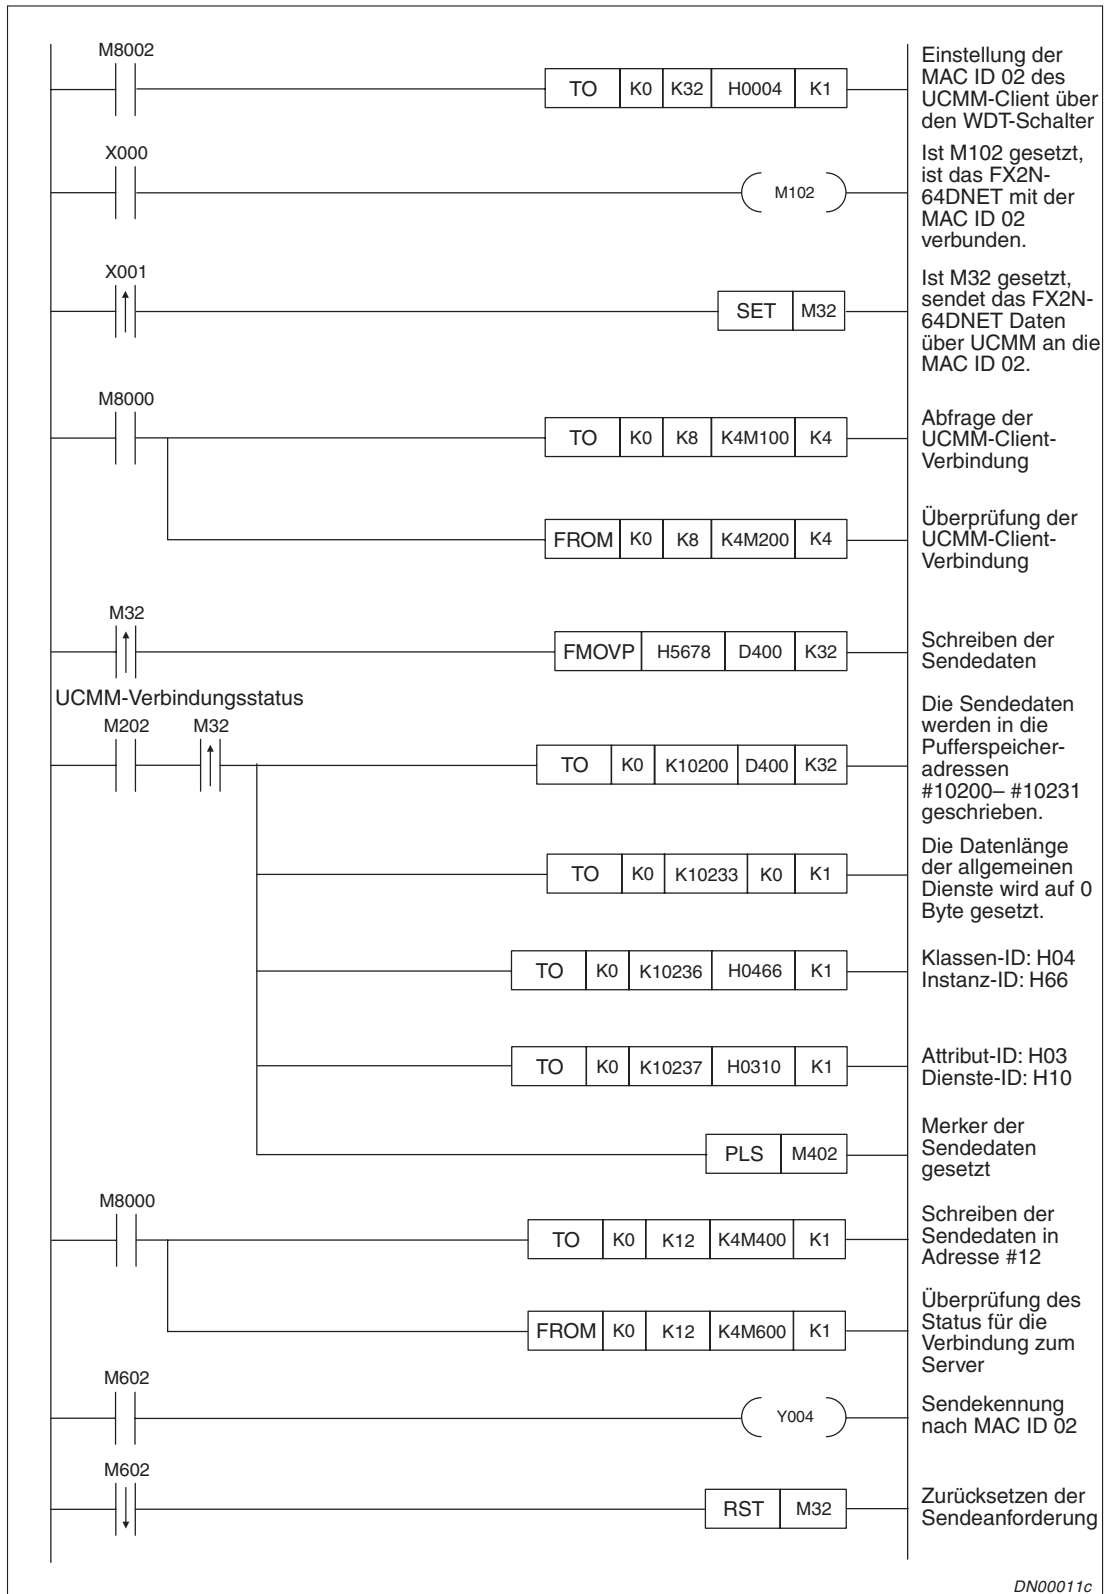 M8002
TO K0 K32 H0004 K1
Einstellung der
MAC ID 02 des
UCMM-Client über
den WDT-Schalter
X000
M102
Ist M102 gesetzt,
ist das FX2N-
64DNET mit der
MAC ID 02
verbunden.
X001
SET M32
Ist M32 gesetzt,
sendet das FX2N-
64DNET Daten
über UCMM an die
MAC ID 02.
M8000
TO K0 K8 K4M100 K4
Abfrage der
UCMM-Client-
Verbindung
FROM K0 K8 K4M200 K4
Überprüfung der
UCMM-Client-
Verbindung
M32
FMOVP H5678 D400 K32
Schreiben der
Sendedaten
UCMM-Verbindungsstatus
M202 M32
TO K0 K10200 D400 K32
Die Sendedaten
werden in die
Pufferspeicher-
adressen
#10200– #10231
geschrieben.
TO K0 K10233 K0 K1
Die Datenlänge
der allgemeinen
Dienste wird auf 0
Byte gesetzt.
TO K0 K10236 H0466 K1
Klassen-ID: H04
Instanz-ID: H66
TO K0 K10237 H0310 K1
Attribut-ID: H03
Dienste-ID: H10
PLS M402
Merker der
Sendedaten
gesetzt
M8000
TO K0 K12 K4M400 K1
Schreiben der
Sendedaten in
Adresse #12
FROM K0 K12 K4M600 K1
Überprüfung des
Status für die
Verbindung zum
Server
M602
Y004
Sendekennung
nach MAC ID 02
M602
RST M32
Zurücksetzen der
Sendeanforderung
DN00011c